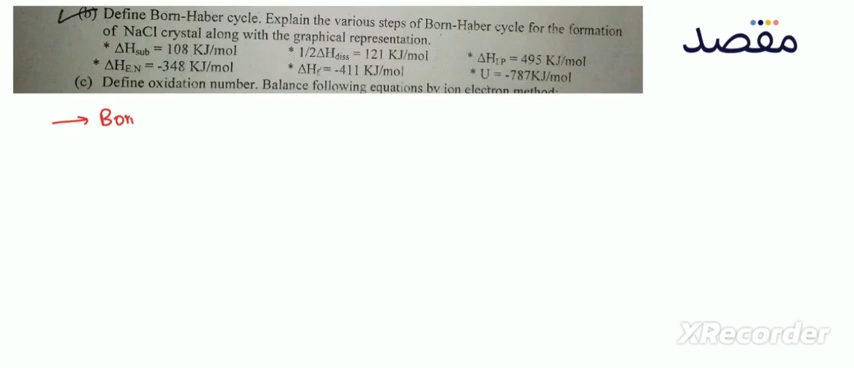 (b) Define Born-Haber cycle. Explain the various steps of Born-Haber cycle for the formation
of NaCl crystal along with the graphical representation.
* ΔHsub = 108 KJ/mol * 1/2ΔHdiss = 121 KJ/mol * ΔHI.P = 495 KJ/mol
* ΔHE.N = -348 KJ/mol * ΔHf = -411 KJ/mol * U = -787KJ/mol
(c) Define oxidation number. Balance following equations by ion electron method:
→ Bon
مقصد
XRecorder